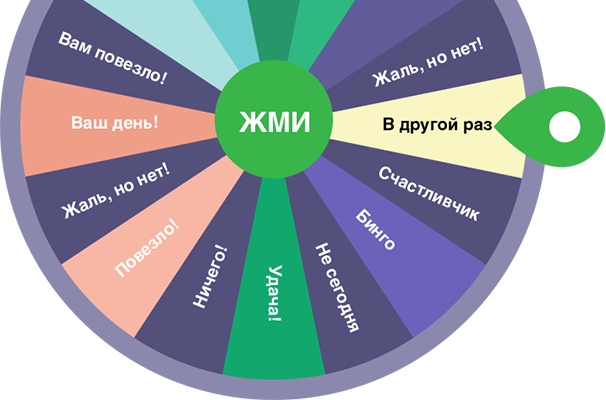 Вам повезло!
Жаль, но нет!
Ваш день!
ЖМИ
В другой раз
Жаль, но нет!
Счастливчик
Повезло!
Бинго
Ничего!
Удача!
Не сегодня